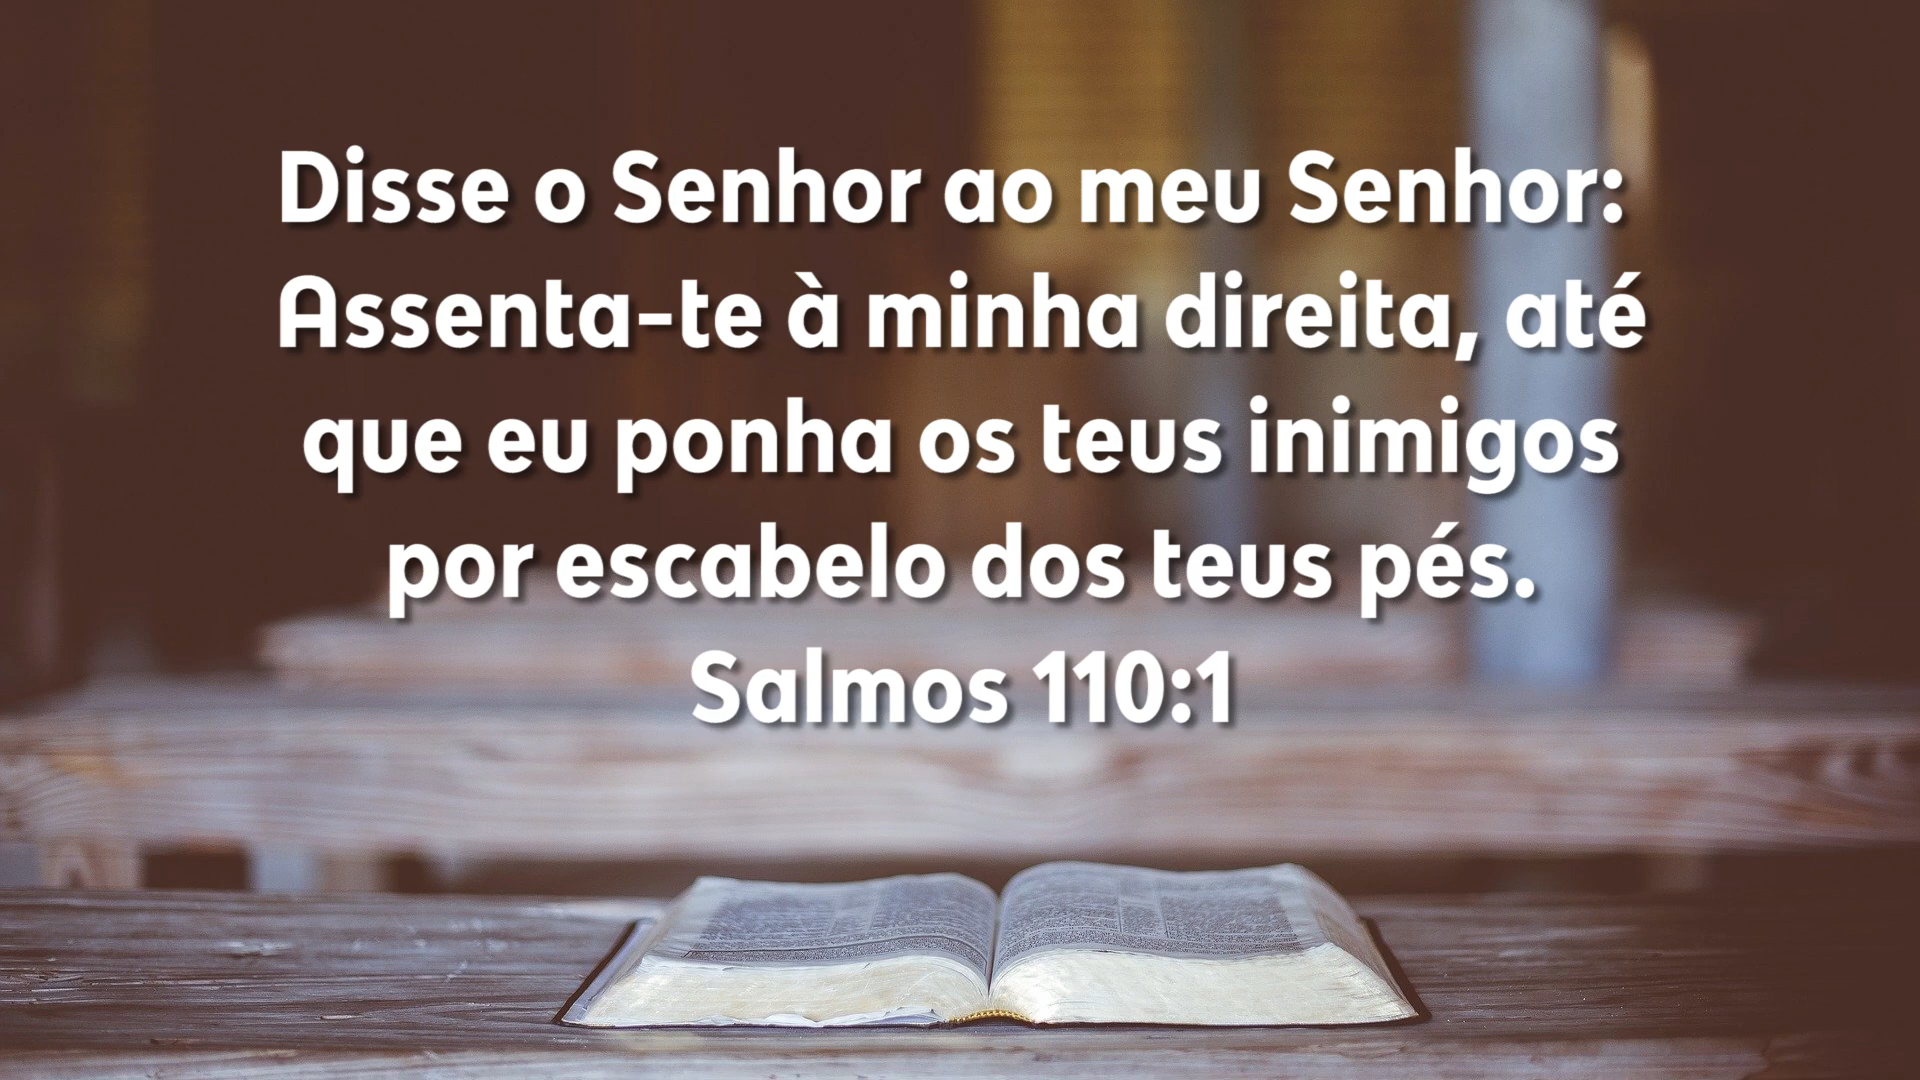 Disse o Senhor ao meu Senhor:
Assenta-te à minha direita, até
que eu ponha os teus inimigos
por escabelo dos teus pés.
Salmos 110:1